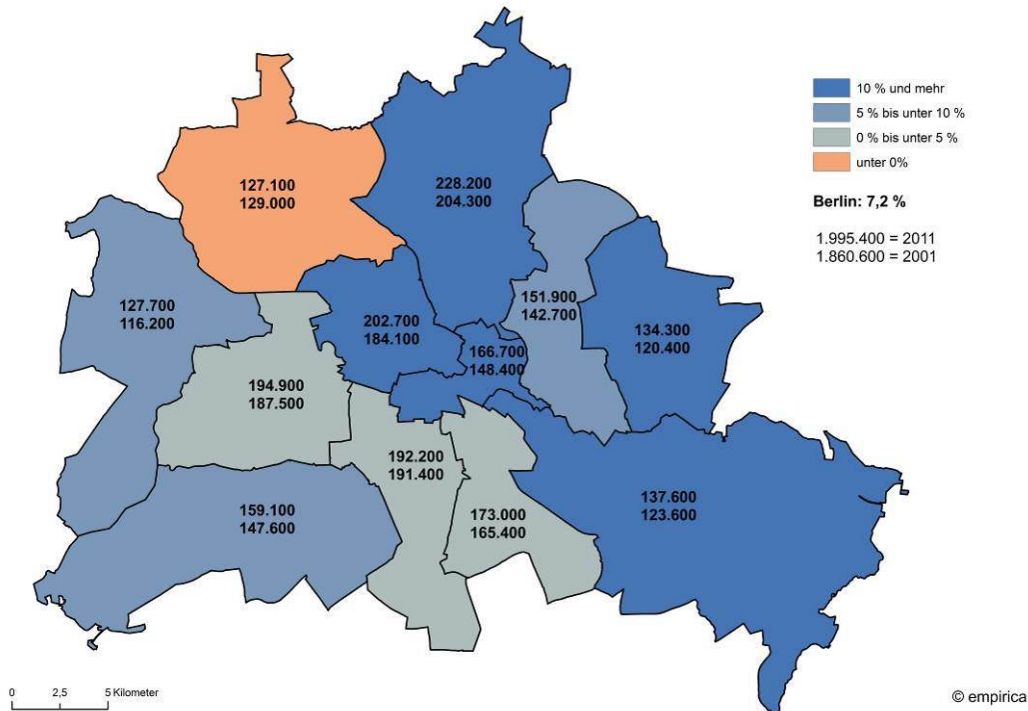 10 % und mehr
5 % bis unter 10 %
0 % bis unter 5 %
unter 0%
Berlin: 7,2 %
1.995.400 = 2011
1.860.600 = 2001
127.100
129.000
228.200
204.300
127.700
116.200
202.700
184.100
151.900
142.700
134.300
120.400
166.700
148.400
194.900
187.500
192.200
191.400
159.100
147.600
173.000
165.400
137.600
123.600
0 2,5 5 Kilometer
© empirica